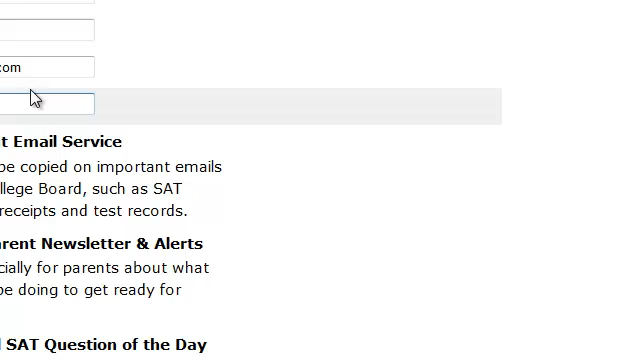 com
t Email Service
be copied on important emails
llege Board, such as SAT
receipts and test records.
arent Newsletter & Alerts
cially for parents about what
be doing to get ready for
SAT Question of the Day